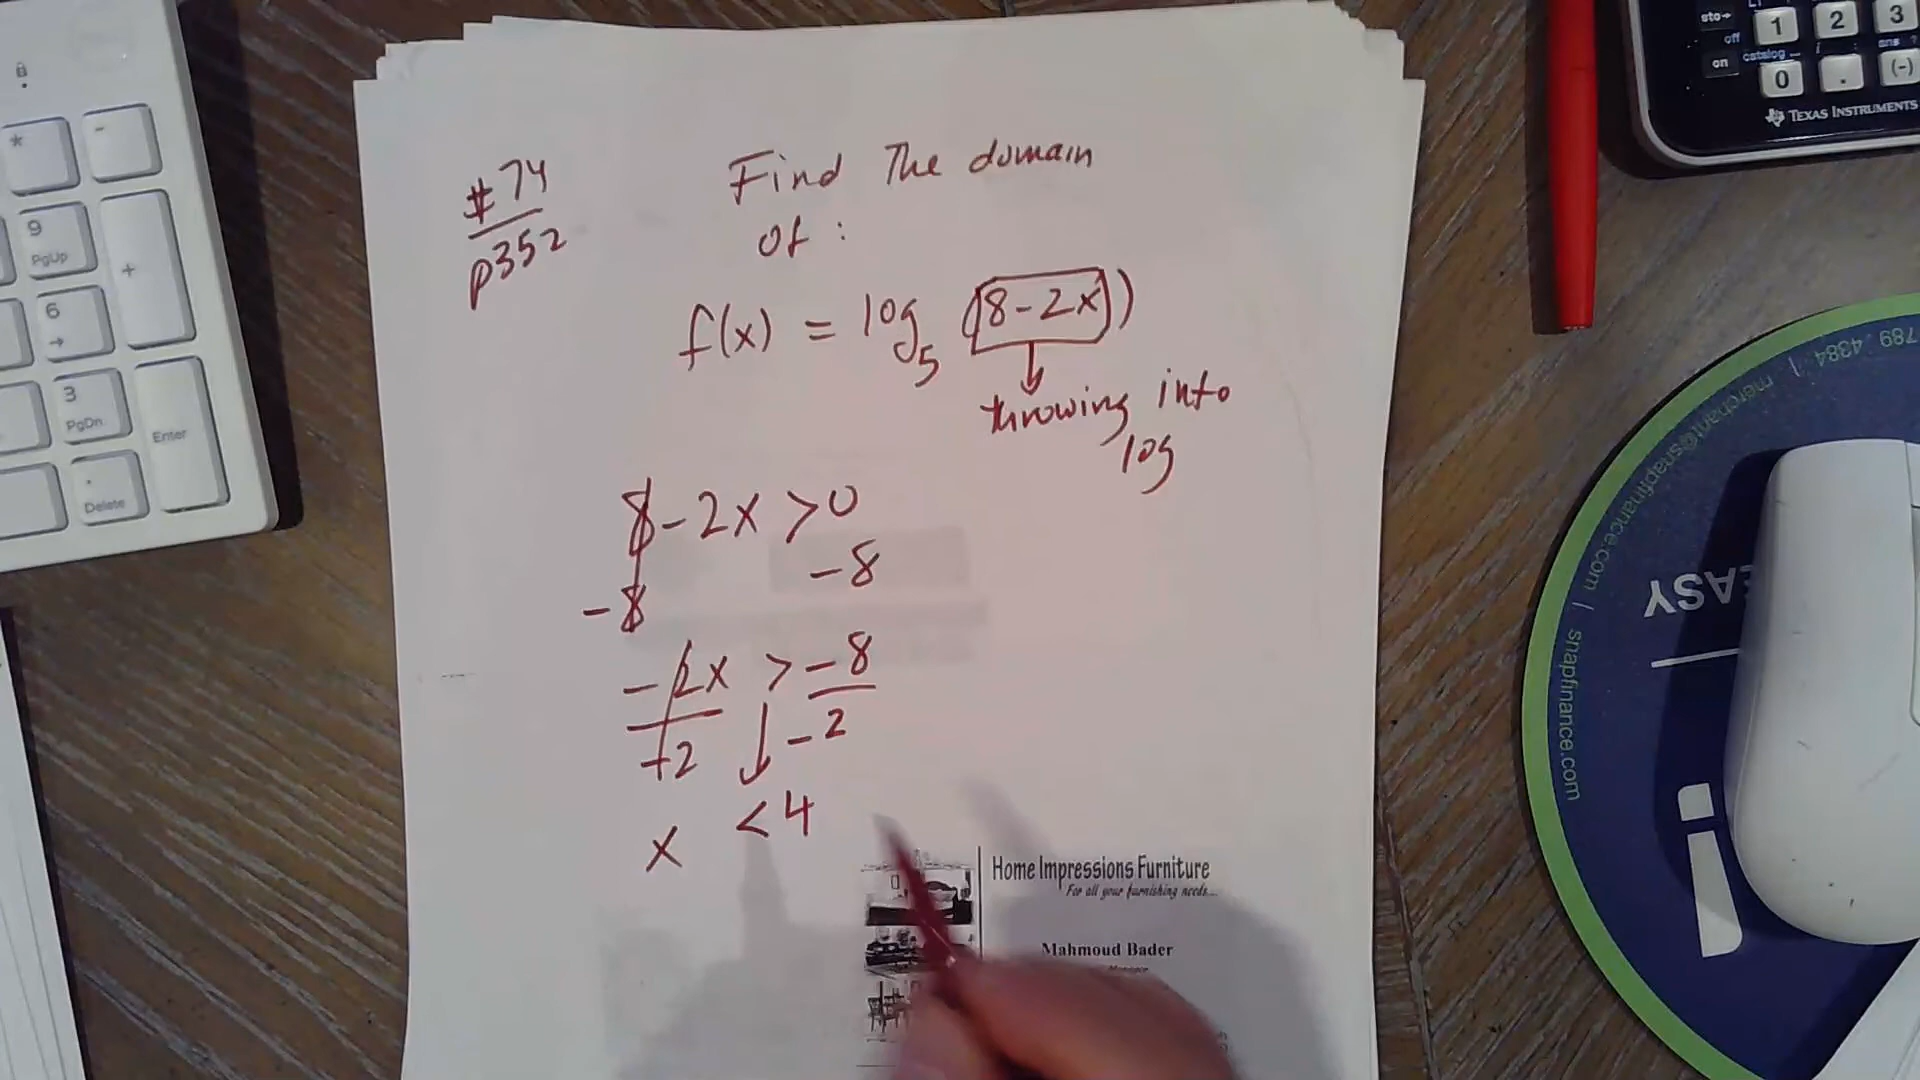 #74
p352
Find The domain
of :
f(x) = log₅ (8-2x)
throwing into
log
8-2x >0
-8 -8
-2x > -8
-2 -2
x <4
Home Impressions Furniture
For all your furnishing needs...
Mahmoud Bader
*
-
9
PgUp
+
6
→
3
PgDn
Enter
.
Delete
sto→
1
2
3
off
catalog
i
:
ans
?
on
0
.
(-)
TEXAS INSTRUMENTS
789 4384 | merchant@snapfinance.com | snapfinance.com
EASY